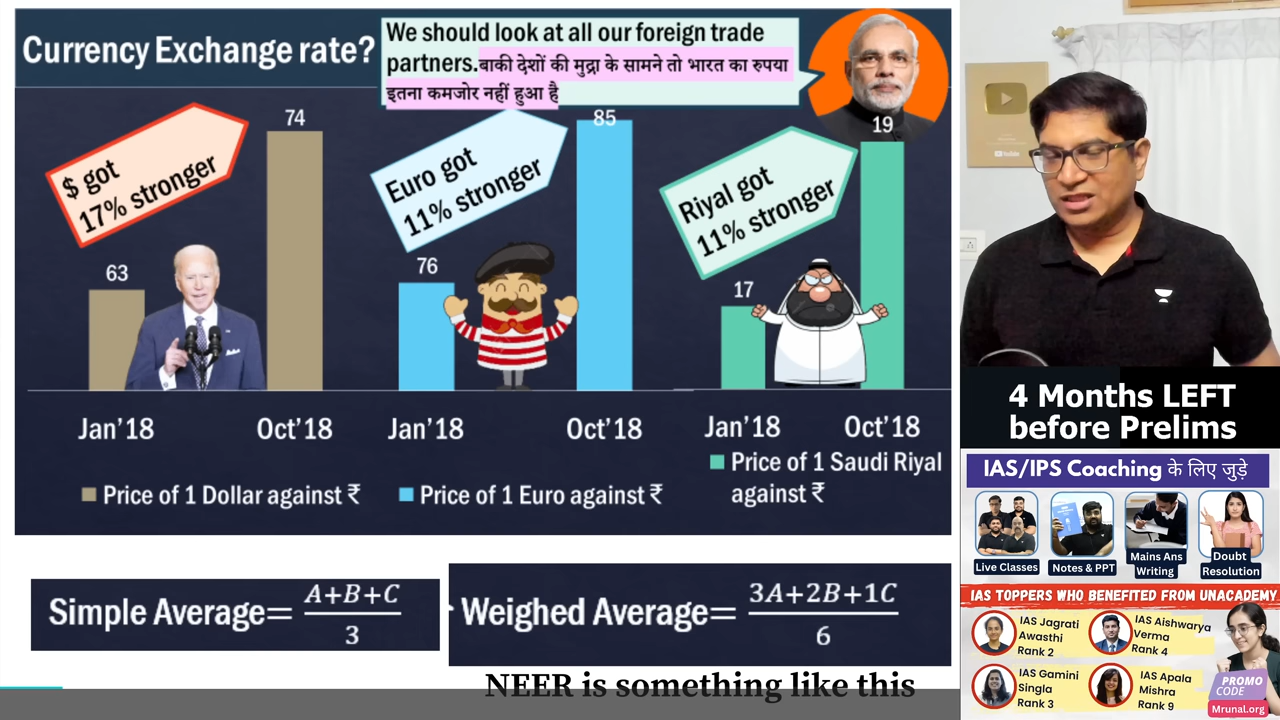 Currency Exchange rate?
We should look at all our foreign trade
partners.बाकी देशों की मुद्रा के सामने तो भारत का रुपया
इतना कमजोर नहीं हुआ है
$ got
17% stronger
63
74
Jan’18
Oct’18
Price of 1 Dollar against ₹
Euro got
11% stronger
76
85
Jan’18
Oct’18
Price of 1 Euro against ₹
Riyal got
11% stronger
17
19
Jan’18
Oct’18
Price of 1 Saudi Riyal
against ₹
Simple Average= A+B+C
3
Weighed Average= 3A+2B+1C
6
NEER is something like this
YouTube
4 Months LEFT
before Prelims
IAS/IPS Coaching के लिए जुड़े
Live Classes
Notes & PPT
Mains Ans
Writing
Doubt
Resolution
IAS TOPPERS WHO BENEFITED FROM UNACADEMY
IAS Jagrati
Awasthi
Rank 2
IAS Aishwarya
Verma
Rank 4
IAS Gamini
Singla
Rank 3
IAS Apala
Mishra
Rank 9
PROMO
CODE
Mrunal.org